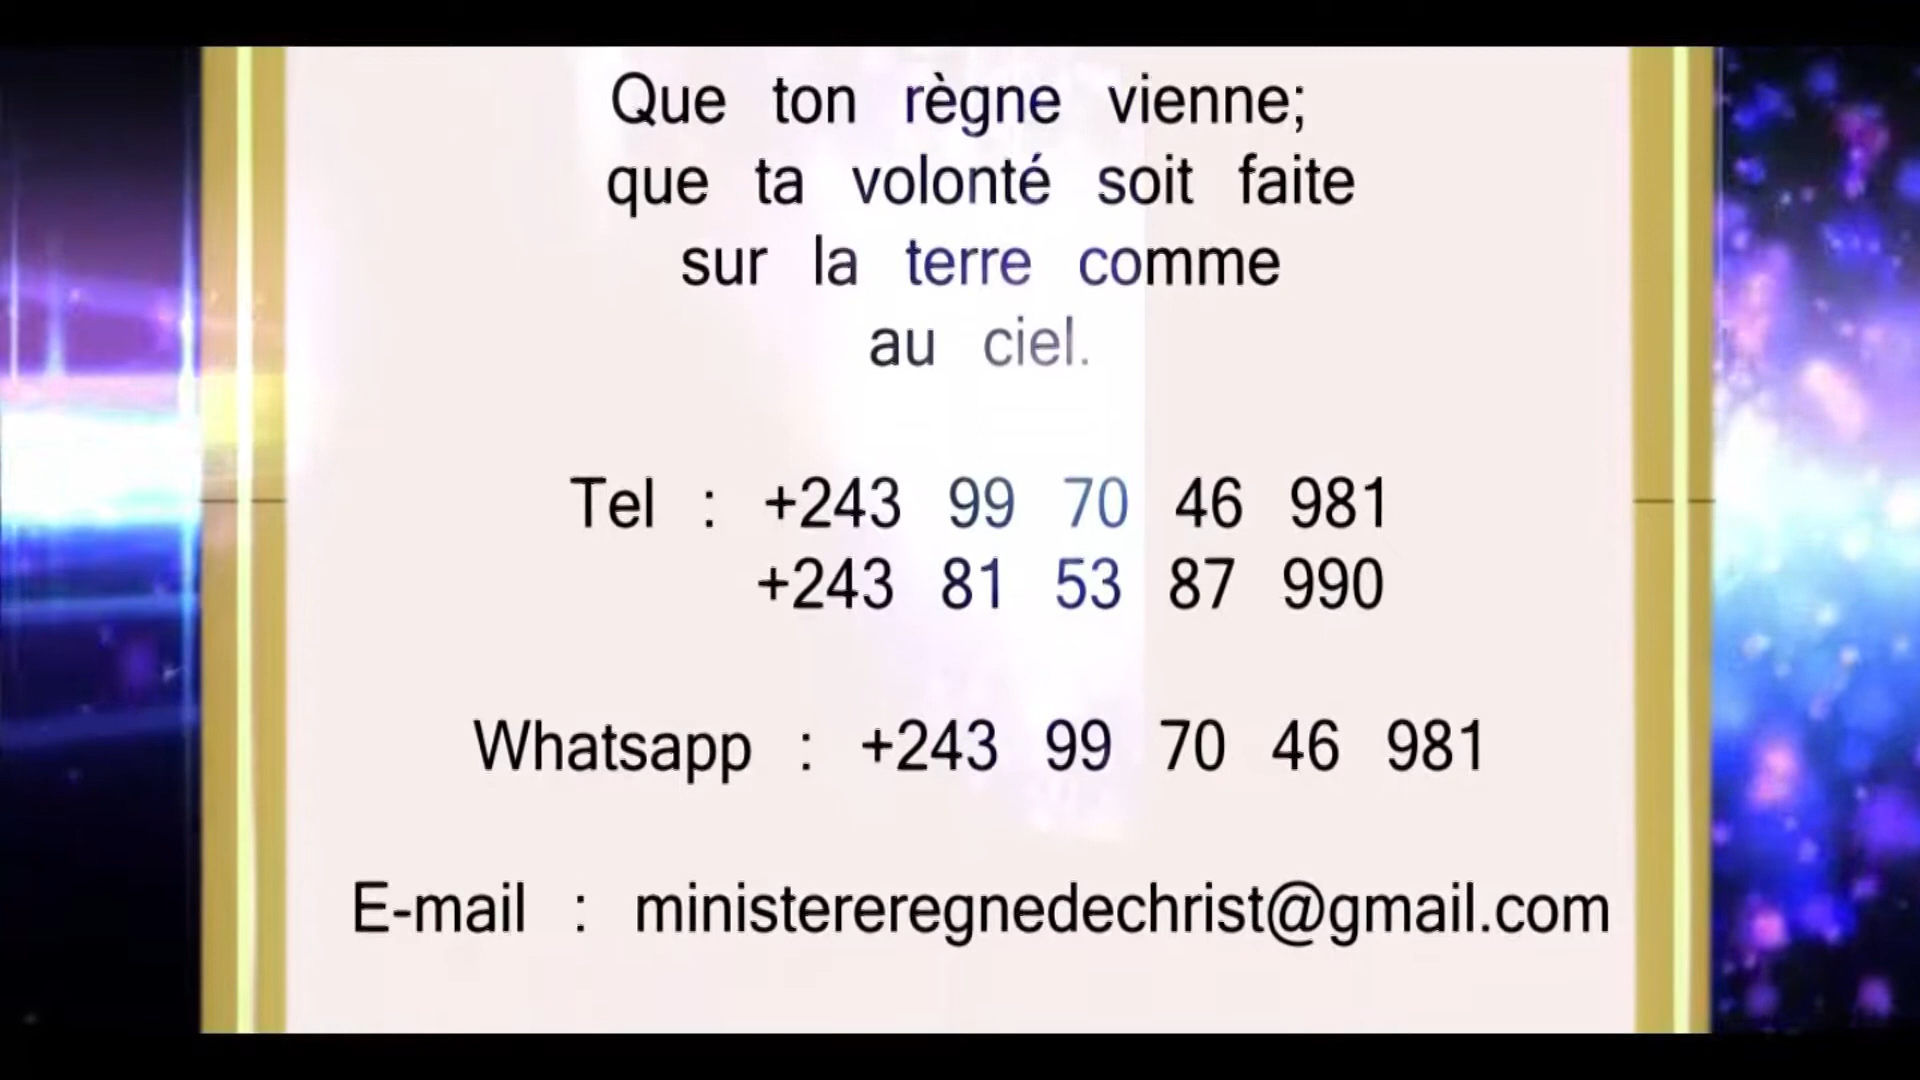 Que ton règne vienne;
que ta volonté soit faite
sur la terre comme
au ciel.
Tel : +243 99 70 46 981
+243 81 53 87 990
Whatsapp : +243 99 70 46 981
E-mail : ministereregnedechrist@gmail.com